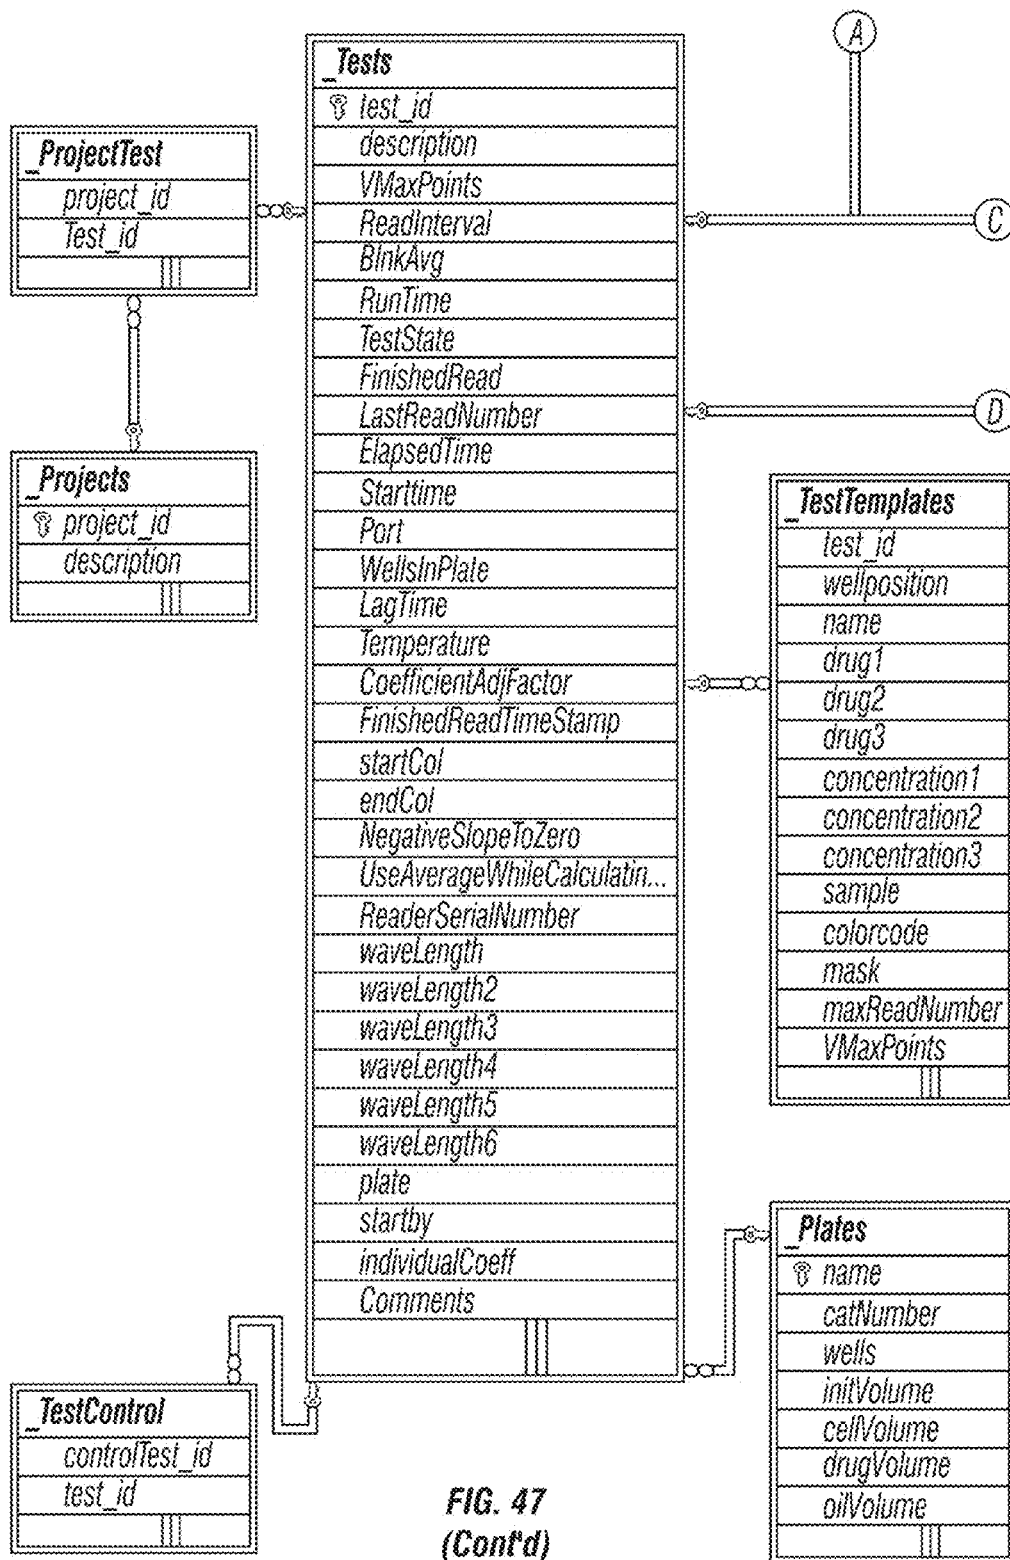 A
_Tests
test_id
description
VMaxPoints
ReadInterval
BlnkAvg
RunTime
TestState
FinishedRead
LastReadNumber
ElapsedTime
Starttime
Port
WellsInPlate
LagTime
Temperature
CoefficientAdjFactor
FinishedReadTimeStamp
startCol
endCol
NegativeSlopeToZero
UseAverageWhileCalculatin...
ReaderSerialNumber
waveLength
waveLength2
waveLength3
waveLength4
waveLength5
waveLength6
plate
startby
individualCoeff
Comments
_ProjectTest
project_id
Test_id
_Projects
project_id
description
C
D
_TestTemplates
test_id
wellposition
name
drug1
drug2
drug3
concentration1
concentration2
concentration3
sample
colorcode
mask
maxReadNumber
VMaxPoints
_Plates
name
catNumber
wells
initVolume
cellVolume
drugVolume
oilVolume
_TestControl
controlTest_id
test_id
FIG. 47
(Cont'd)